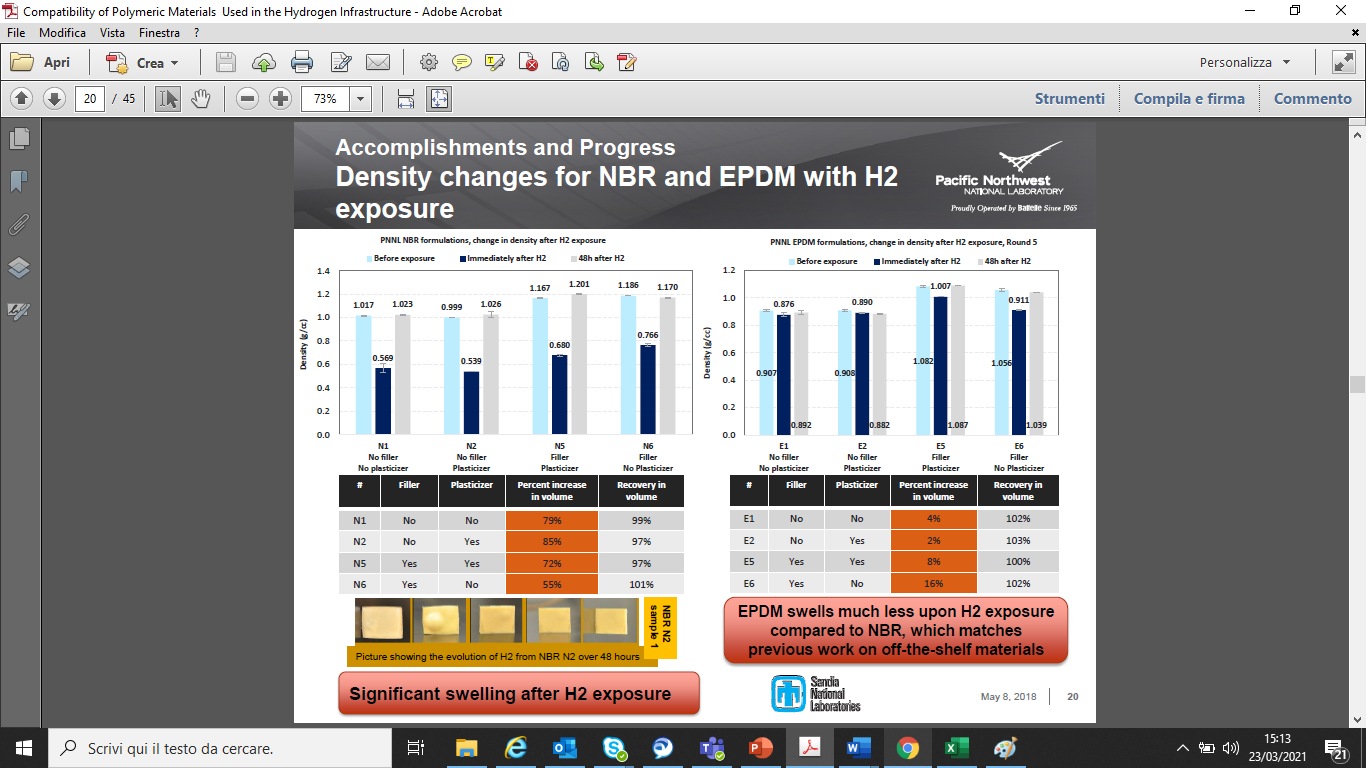 Compatibility of Polymeric Materials Used in the Hydrogen Infrastructure - Adobe Acrobat
File Modifica Vista Finestra ?
Apri Crea Personalizza
20 / 45 73% Strumenti Compila e firma Commento
Accomplishments and Progress
Density changes for NBR and EPDM with H2
exposure
Pacific Northwest
NATIONAL LABORATORY
Proudly Operated by Battelle Since 1965
PNNL NBR formulations, change in density after H2 exposure
Before exposure Immediately after H2 48h after H2
Density (g/cc)
1.4
1.2
1.0
0.8
0.6
0.4
0.2
0.0
1.017 0.569 1.023
0.999 0.539 1.026
1.167 0.680 1.201
1.186 0.766 1.170
N1 N2 N5 N6
No filler No filler Filler Filler
No plasticizer Plasticizer Plasticizer No Plasticizer
# Filler Plasticizer Percent increase in volume Recovery in volume
N1 No No 79% 99%
N2 No Yes 85% 97%
N5 Yes Yes 72% 97%
N6 Yes No 55% 101%
NBR N2
sample 1
Picture showing the evolution of H2 from NBR N2 over 48 hours
Significant swelling after H2 exposure
PNNL EPDM formulations, change in density after H2 exposure, Round 5
Before exposure Immediately after H2 48h after H2
Density (g/cc)
1.2
1.0
0.8
0.6
0.4
0.2
0.0
0.907 0.876 0.892
0.908 0.890 0.882
1.082 1.007 1.087
1.056 0.911 1.039
E1 E2 E5 E6
No filler No filler Filler Filler
No plasticizer Plasticizer Plasticizer No Plasticizer
# Filler Plasticizer Percent increase in volume Recovery in volume
E1 No No 4% 102%
E2 No Yes 2% 103%
E5 Yes Yes 8% 100%
E6 Yes No 16% 102%
EPDM swells much less upon H2 exposure
compared to NBR, which matches
previous work on off-the-shelf materials
Sandia
National
Laboratories
May 8, 2018 20
Scrivi qui il testo da cercare.
15:13
23/03/2021
21